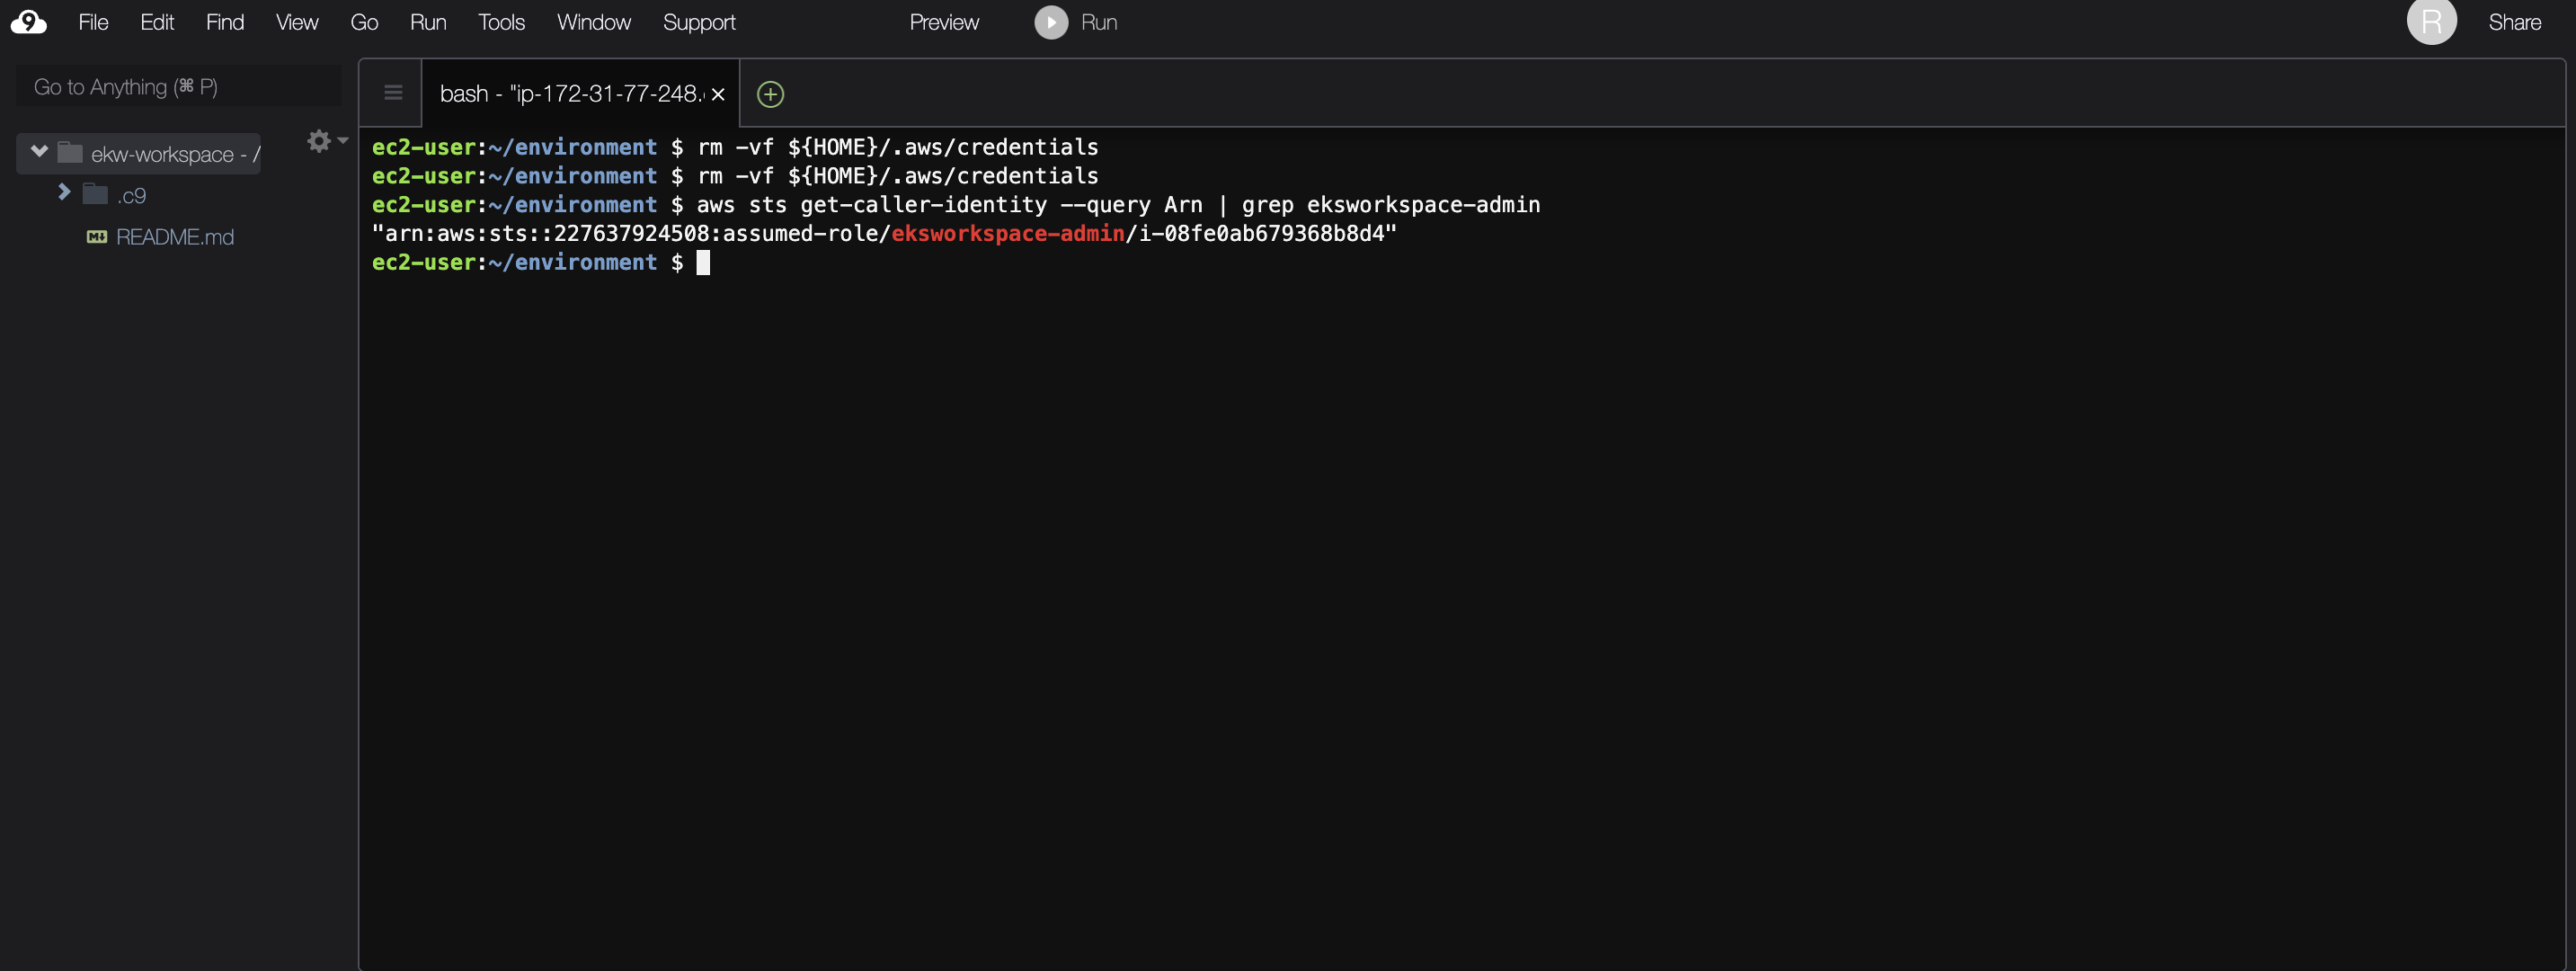 9 File Edit Find View Go Run Tools Window Support Preview Run R Share
Go to Anything (⌘ P)
bash - "ip-172-31-77-248.
ekw-workspace - /
.c9
README.md
ec2-user:~/environment $ rm -vf ${HOME}/.aws/credentials
ec2-user:~/environment $ rm -vf ${HOME}/.aws/credentials
ec2-user:~/environment $ aws sts get-caller-identity --query Arn | grep eksworkspace-admin
"arn:aws:sts::227637924508:assumed-role/eksworkspace-admin/i-08fe0ab679368b8d4"
ec2-user:~/environment $